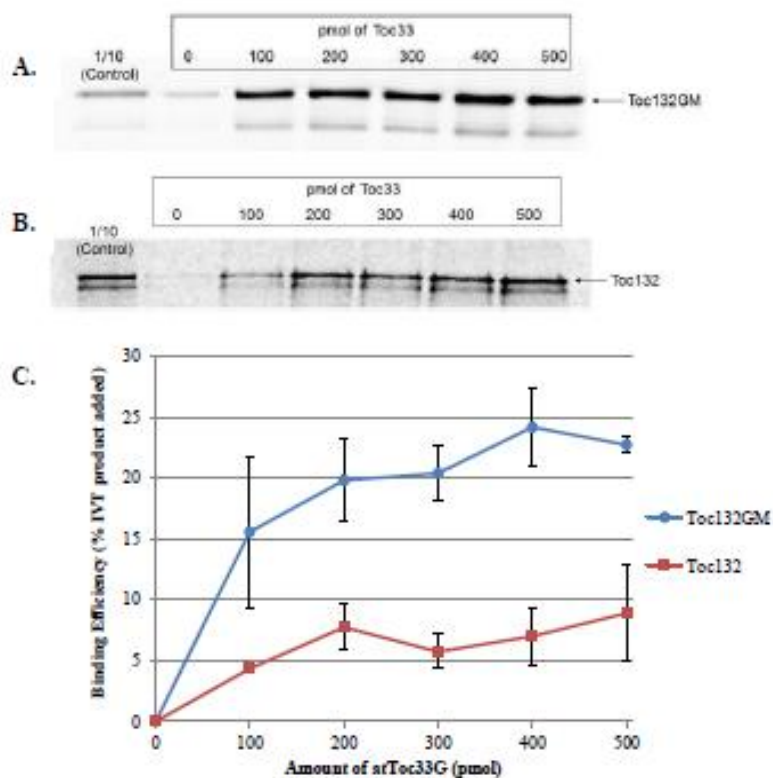 A.
1/10
(Control)
pmol of Toc33
0 100 200 300 400 500
Toc132GM
B.
1/10
(Control)
pmol of Toc33
0 100 200 300 400 500
Toc132
C.
Binding Efficiency (% IVT product added)
30
25
20
15
10
5
0
0 100 200 300 400 500
Amount of atToc33G (pmol)
Toc132GM
Toc132